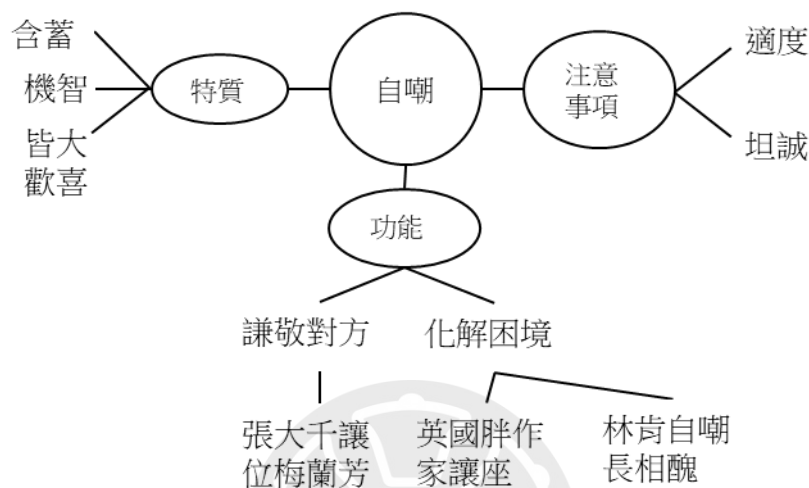 自嘲
特質
含蓄
機智
皆大
歡喜
注意
事項
適度
坦誠
功能
謙敬對方
化解困境
張大千讓
位梅蘭芳
英國胖作
家讓座
林肯自嘲
長相醜